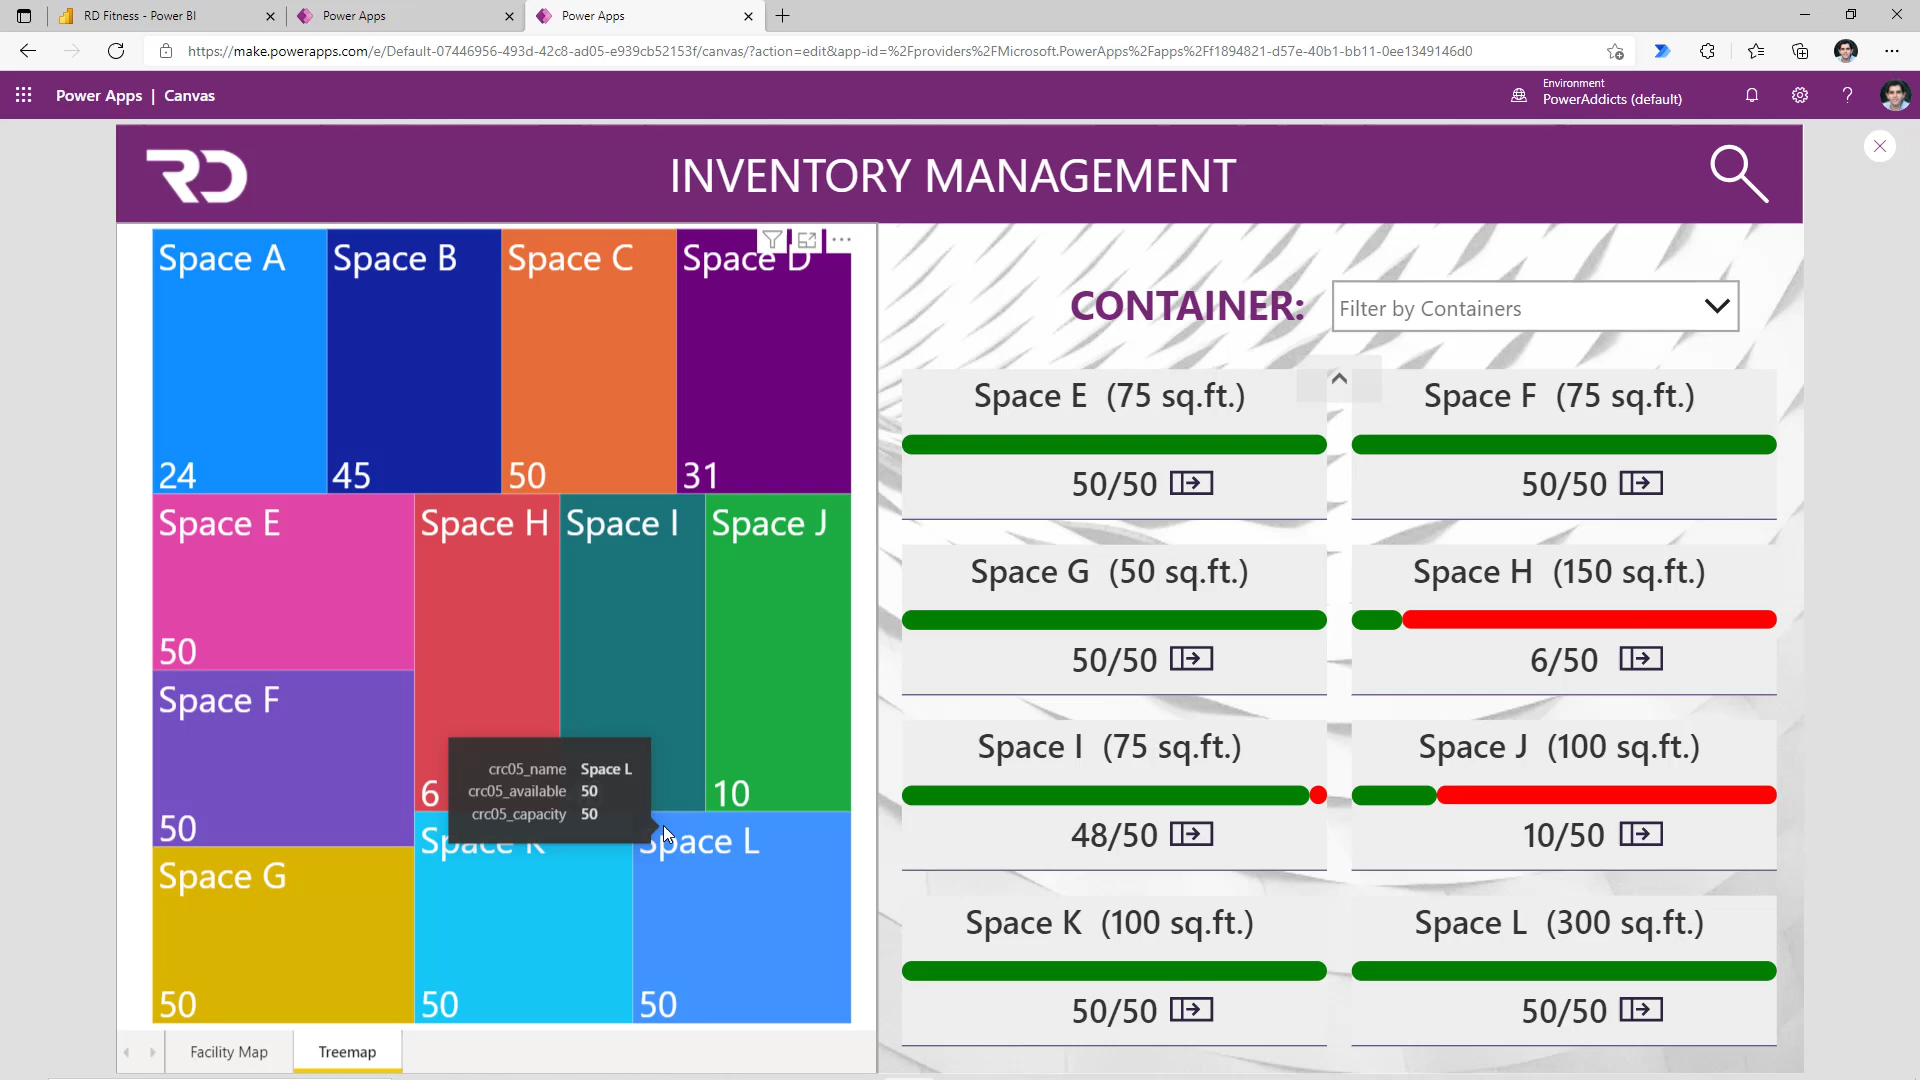 RD Fitness - Power BI
Power Apps
Power Apps
https://make.powerapps.com/e/Default-07446956-493d-42c8-ad05-e939cb52153f/canvas/?action=edit&app-id=%2Fproviders%2FMicrosoft.PowerApps%2Fapps%2Ff1894821-d57e-40b1-bb11-0ee1349146d0
Power Apps | Canvas
Environment
PowerAddicts (default)
RD
INVENTORY MANAGEMENT
Space A
24
Space B
45
Space C
50
Space D
31
Space E
50
Space F
50
Space G
50
Space H
6
Space I
Space J
10
crc05_name Space L
crc05_available 50
crc05_capacity 50
Space K
50
Space L
50
Facility Map
Treemap
CONTAINER:
Filter by Containers
Space E (75 sq.ft.)
50/50
Space F (75 sq.ft.)
50/50
Space G (50 sq.ft.)
50/50
Space H (150 sq.ft.)
6/50
Space I (75 sq.ft.)
48/50
Space J (100 sq.ft.)
10/50
Space K (100 sq.ft.)
50/50
Space L (300 sq.ft.)
50/50